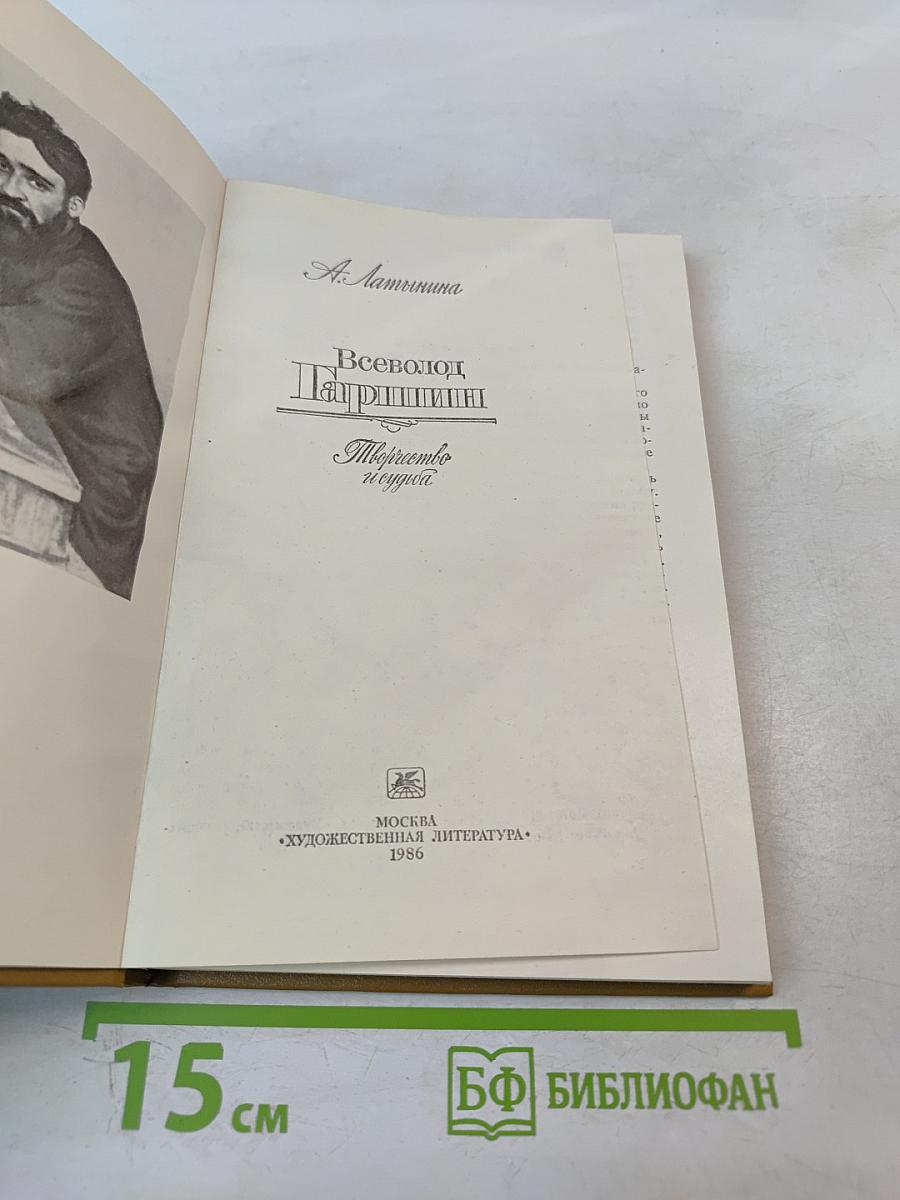 А. Латынина
Всеволод
Гаршин
Творчество
и судьба
МОСКВА
«ХУДОЖЕСТВЕННАЯ ЛИТЕРАТУРА»
1986
15 см
БФ БИБЛИОФАН